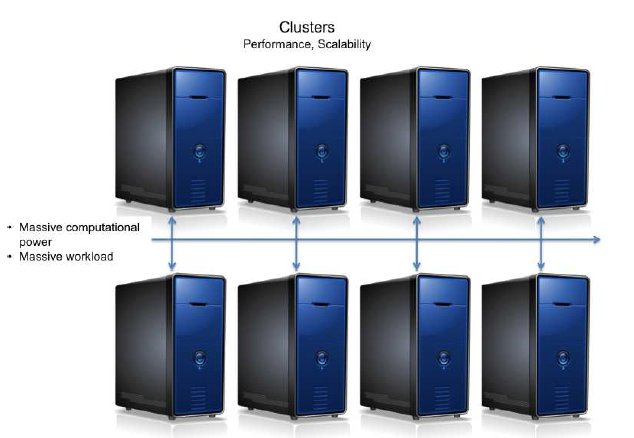 Clusters
Performance, Scalability
• Massive computational
power
• Massive workload